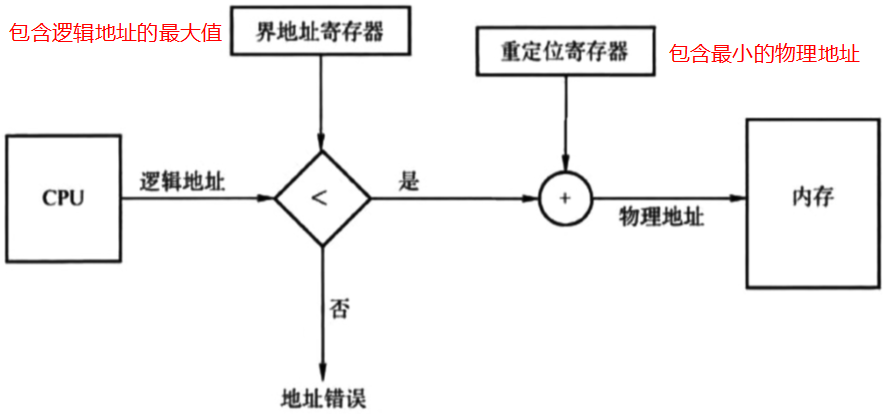 包含逻辑地址的最大值
界地址寄存器
重定位寄存器
包含最小的物理地址
CPU
逻辑地址
<
是
+
物理地址
内存
否
地址错误